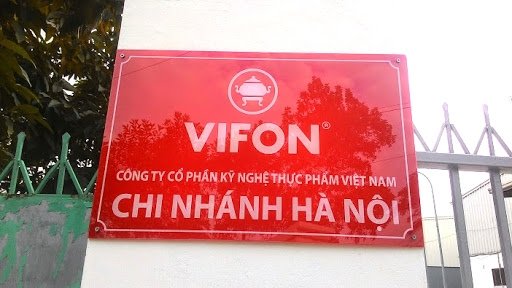 VIFON®
CÔNG TY CỔ PHẦN KỸ NGHỆ THỰC PHẨM VIỆT NAM
CHI NHÁNH HÀ NỘI